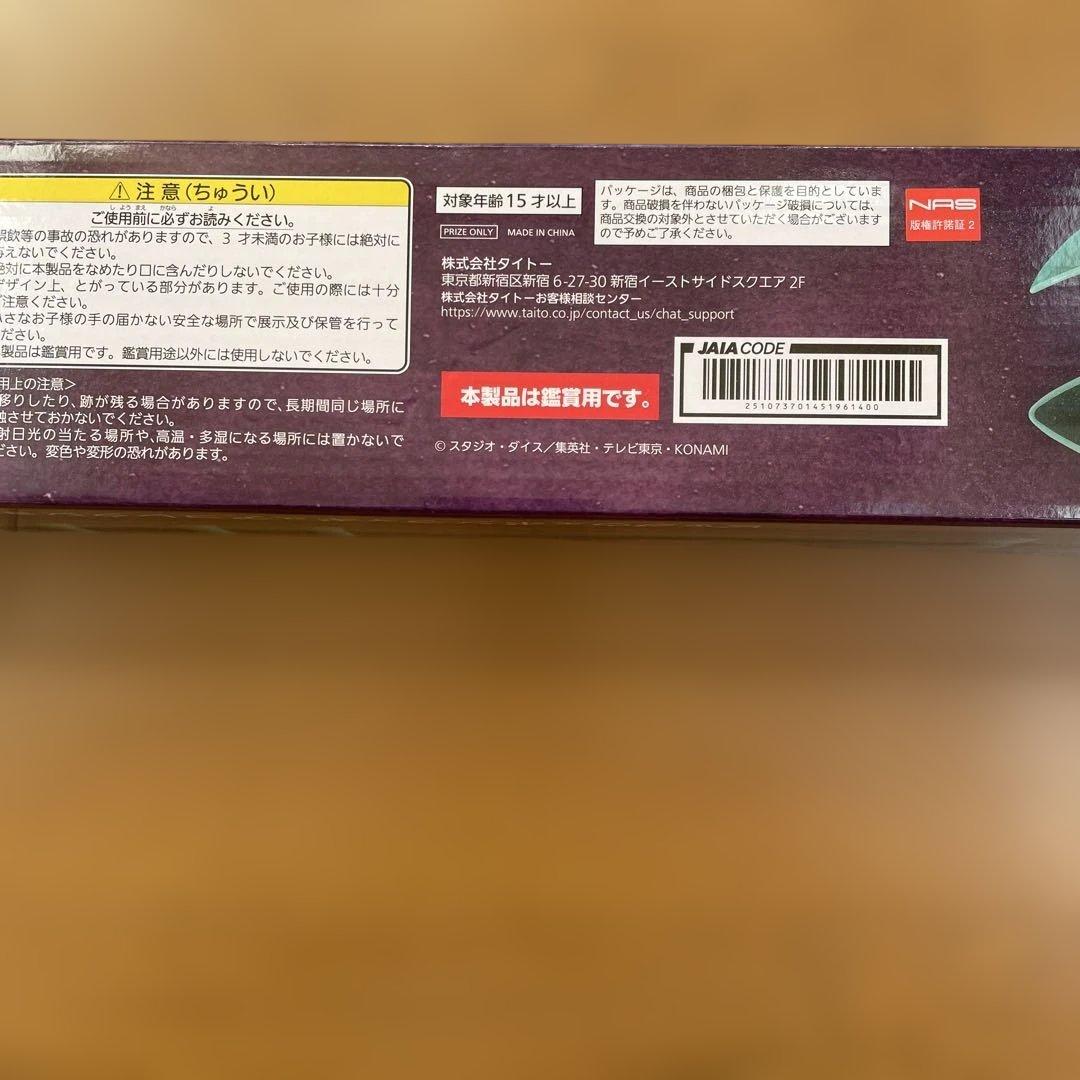 注意(ちゅうい)
ご使用前に必ずお読みください。
飲等の事故の恐れがありますので、3才未満のお子様には絶対に
えないでください。
対に本製品をなめたり口に含んだりしないでください。
ザイン上、とがっている部分があります。ご使用の際には十分
注意ください。
さなお子様の手の届かない安全な場所で展示及び保管を行って
ださい。
製品は鑑賞用です。鑑賞用途以外には使用しないでください。
用上の注意>
移りしたり、跡が残る場合がありますので、長期間同じ場所に
触させておかないでください。
射日光の当たる場所や、高温・多湿になる場所には置かないで
ださい。変色や変形の恐れがあります。
対象年齢15才以上
PRIZE ONLY MADE IN CHINA
パッケージは、商品の梱包と保護を目的としていま
す。商品破損を伴わないパッケージ破損については、
商品交換の対象外とさせていただく場合がございます
ので予めご了承ください。
NAS
版権許諾証2
株式会社タイトー
東京都新宿区新宿6-27-30 新宿イーストサイドスクエア2F
株式会社タイトーお客様相談センター
https://www.taito.co.jp/contact_us/chat_support
本製品は鑑賞用です。
JAIA CODE
251073701451961400
©スタジオ・ダイス/集英社・テレビ東京・KONAMI